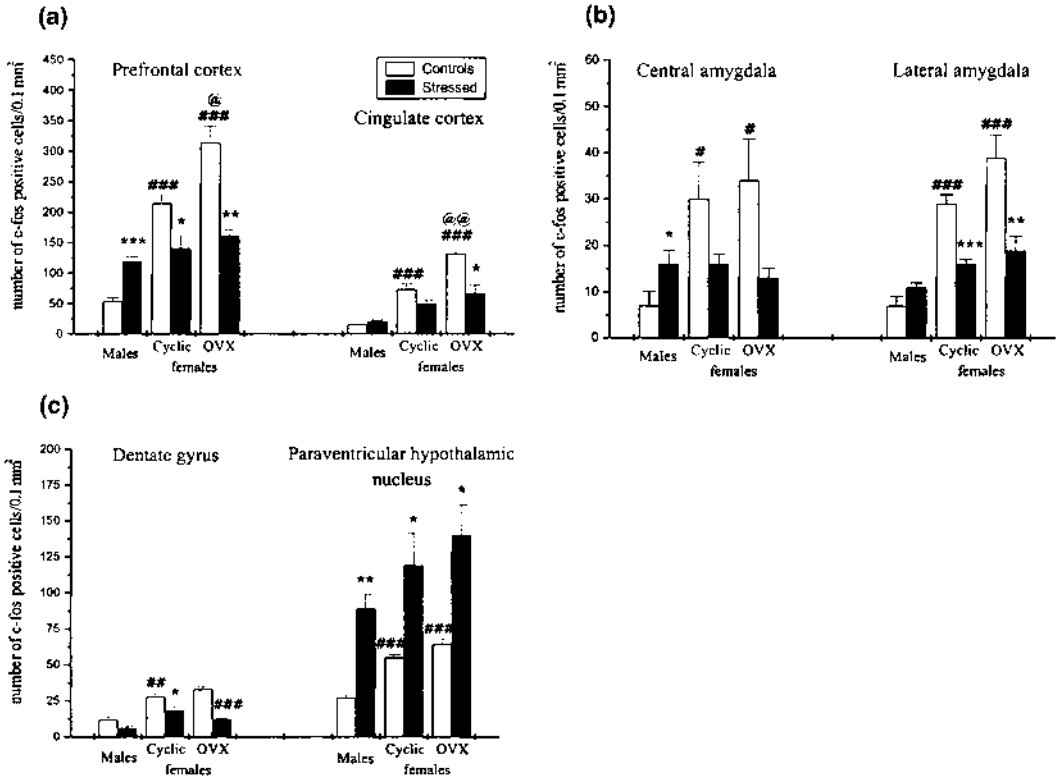 (a)
number of c-fos positive cells/0.1 mm²
450
400
350
300
250
200
150
100
50
0
Prefrontal cortex
Controls
Stressed
Cingulate cortex
***
###
*
@
###
**
###
@@
###
*
Males
Cyclic
OVX
females
Males
Cyclic
OVX
females
(b)
number of c-fos positive cells/0.1 mm²
60
50
40
30
20
10
0
Central amygdala
Lateral amygdala
*
#
#
###
***
###
**
Males
Cyclic
OVX
females
Males
Cyclic
OVX
females
(c)
number of c-fos positive cells/0.1 mm²
200
175
150
125
100
75
50
25
0
Dentate gyrus
Paraventricular hypothalamic
nucleus
##
*
###
**
###
*
###
*
Males
Cyclic
OVX
females
Males
Cyclic
OVX
females